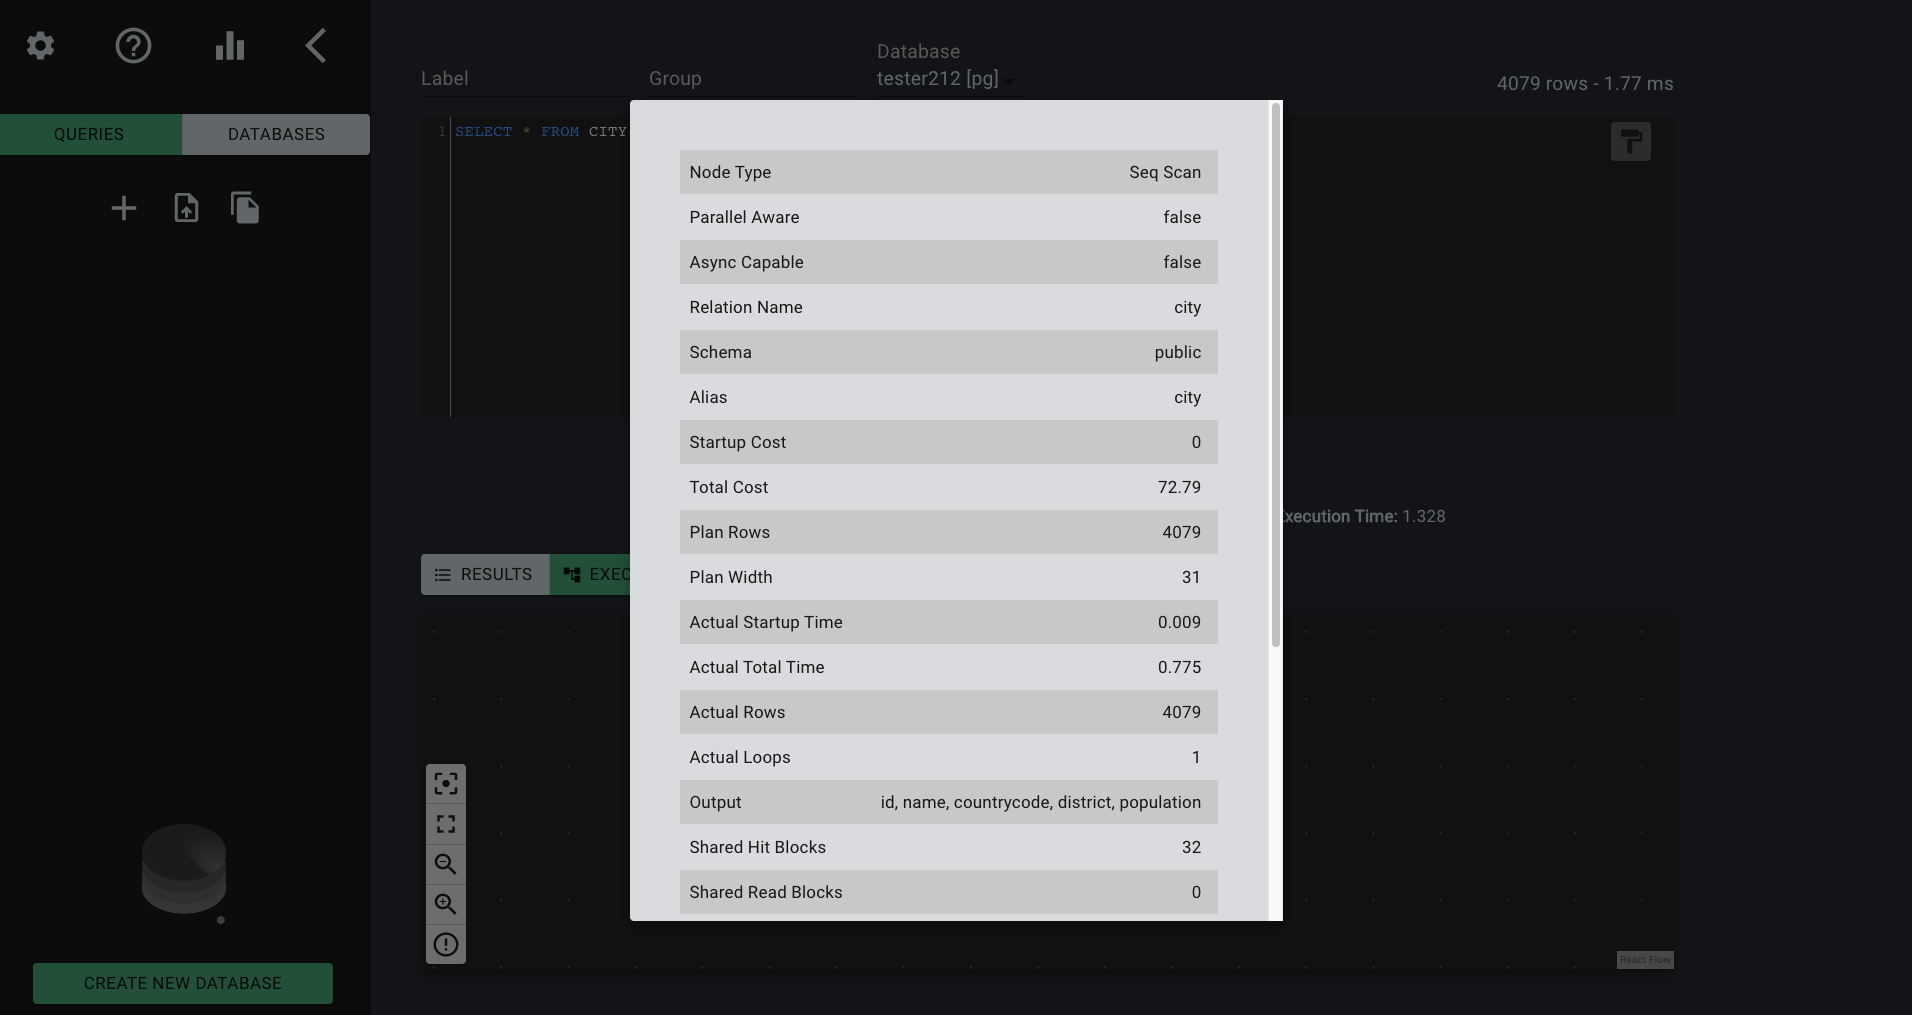 Database
Label
Group
tester212 [pg]
4079 rows - 1.77 ms
QUERIES
DATABASES
1 SELECT * FROM CITY
Node Type Seq Scan
Parallel Aware false
Async Capable false
Relation Name city
Schema public
Alias city
Startup Cost 0
Total Cost 72.79
Plan Rows 4079
Plan Width 31
Actual Startup Time 0.009
Actual Total Time 0.775
Actual Rows 4079
Actual Loops 1
Output id, name, countrycode, district, population
Shared Hit Blocks 32
Shared Read Blocks 0
xecution Time: 1.328
RESULTS
EXEC
React Flow
CREATE NEW DATABASE